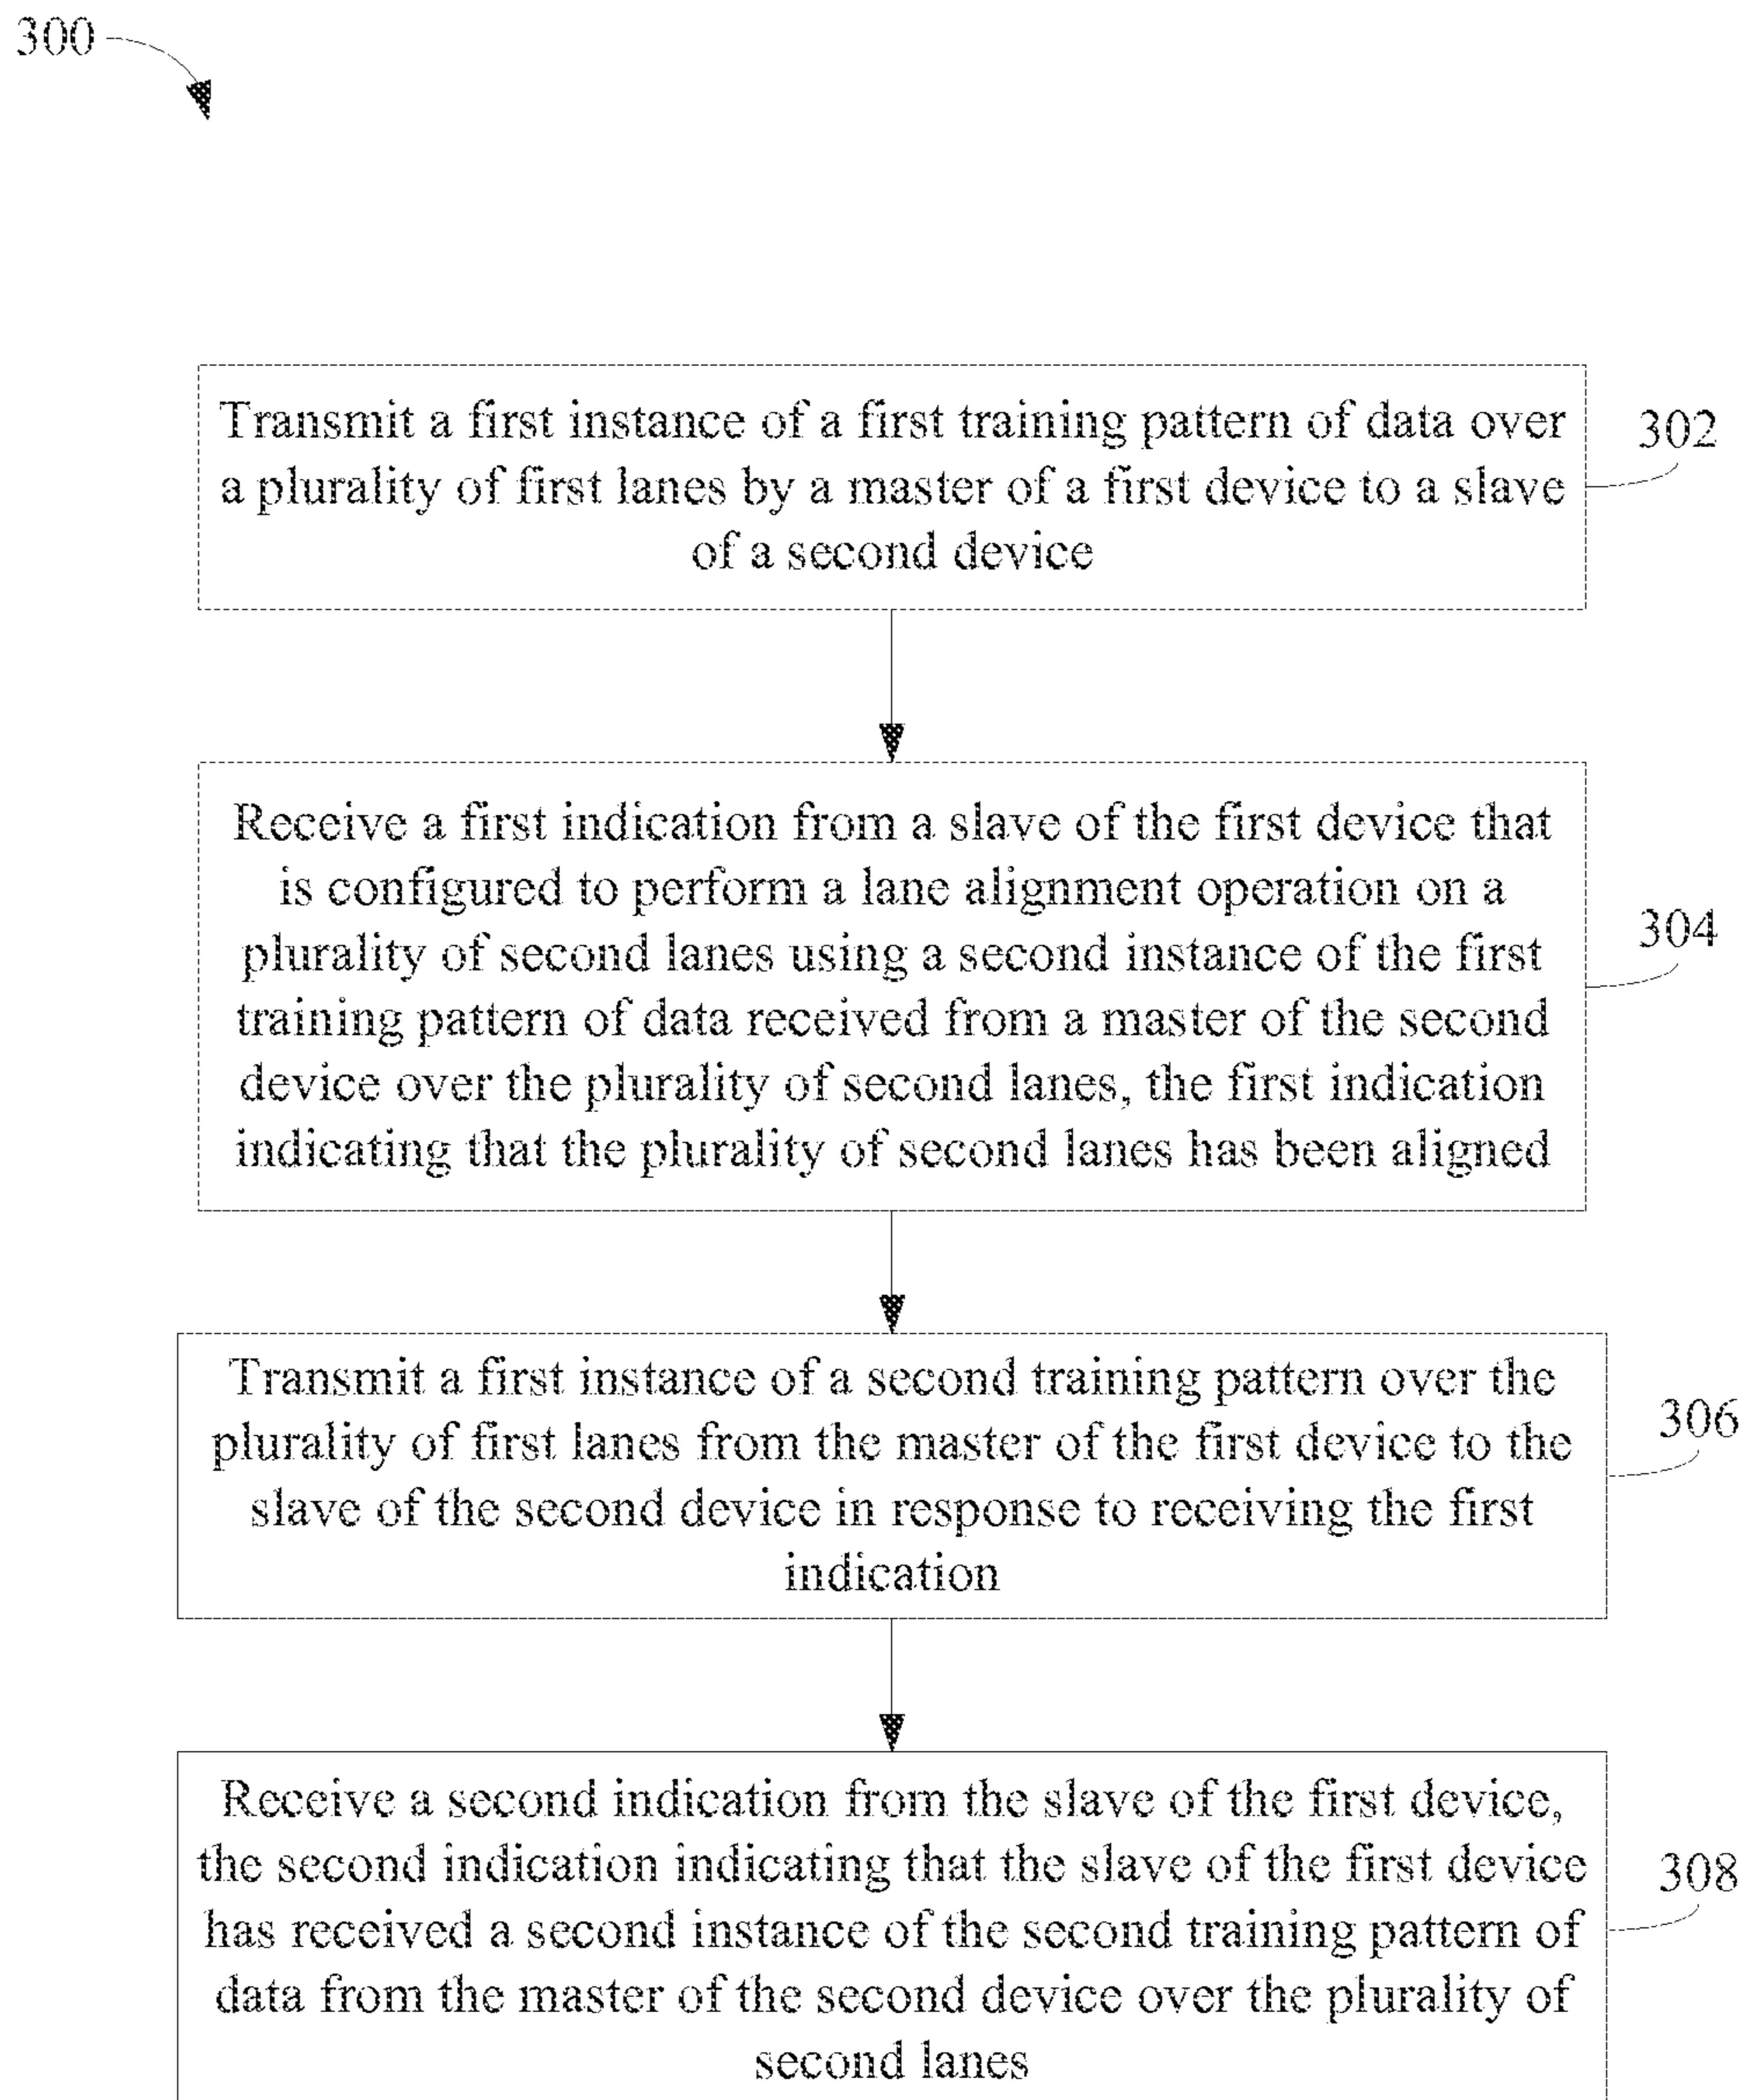 300
Transmit a first instance of a first training pattern of data over
a plurality of first lanes by a master of a first device to a slave
of a second device
302
Receive a first indication from a slave of the first device that
is configured to perform a lane alignment operation on a
plurality of second lanes using a second instance of the first
training pattern of data received from a master of the second
device over the plurality of second lanes, the first indication
indicating that the plurality of second lanes has been aligned
304
Transmit a first instance of a second training pattern over the
plurality of first lanes from the master of the first device to the
slave of the second device in response to receiving the first
indication
306
Receive a second indication from the slave of the first device,
the second indication indicating that the slave of the first device
has received a second instance of the second training pattern of
data from the master of the second device over the plurality of
second lanes
308